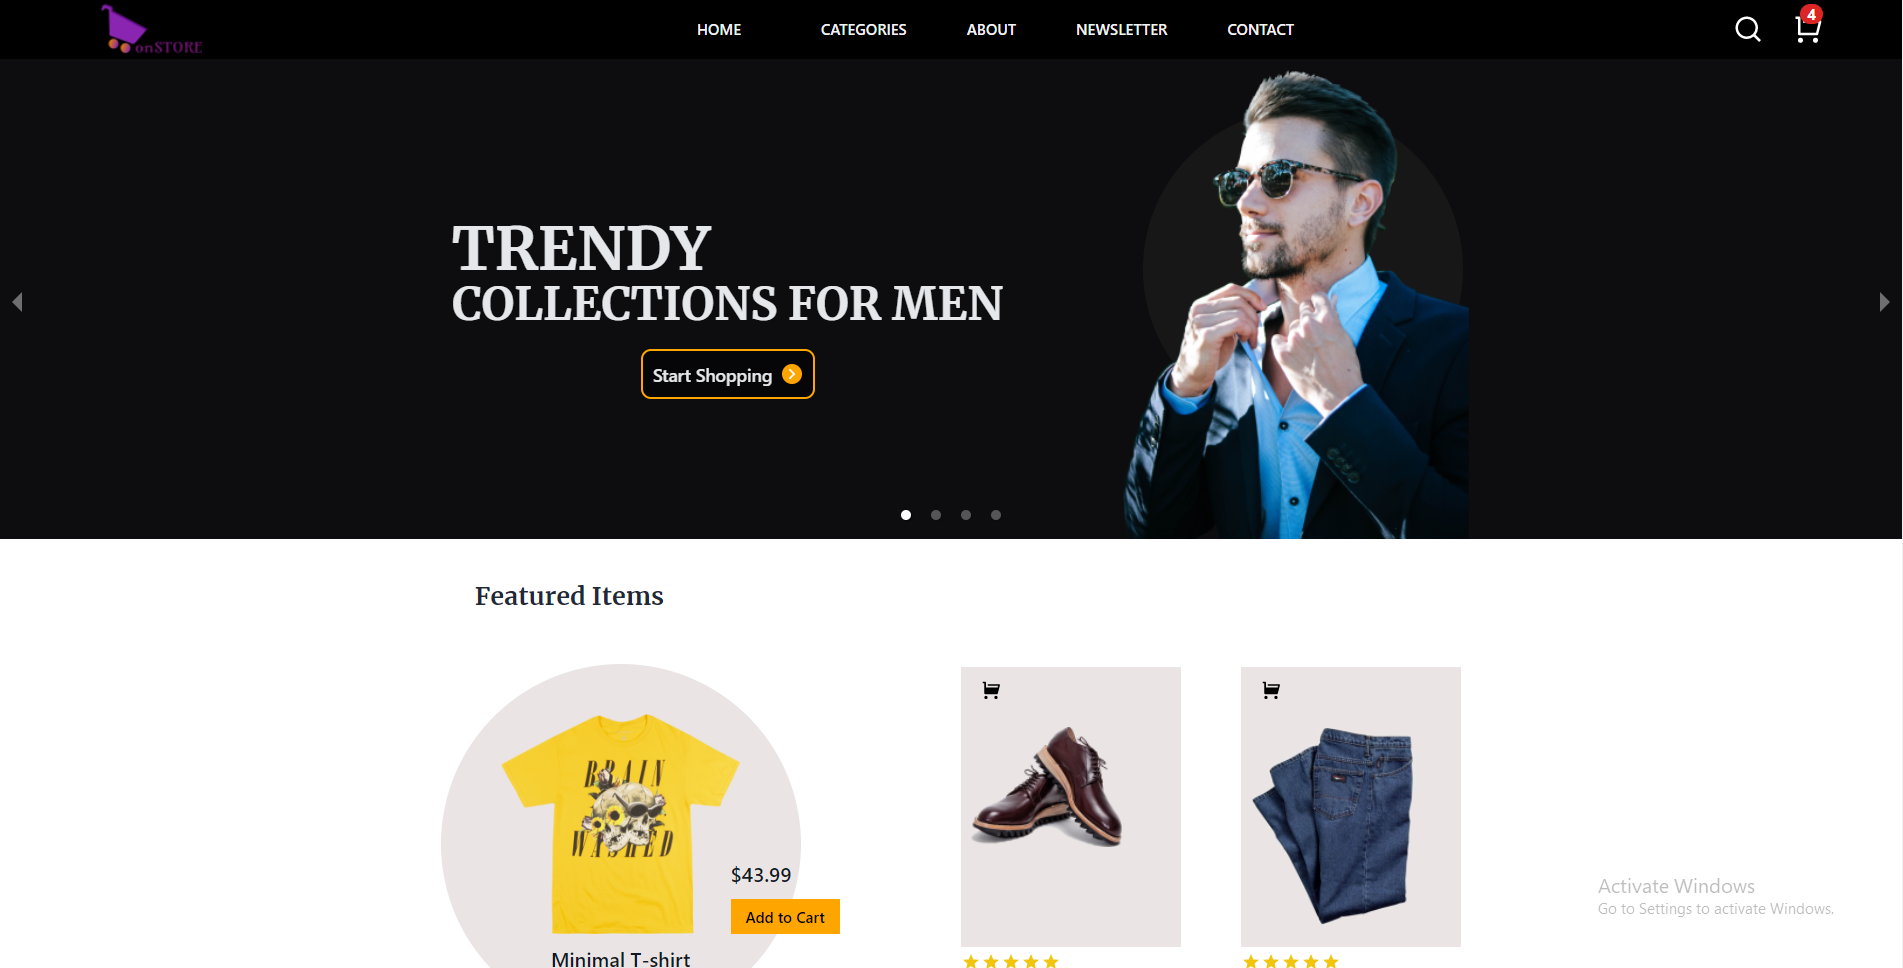 onSTORE
HOME
CATEGORIES
ABOUT
NEWSLETTER
CONTACT
4
TRENDY
COLLECTIONS FOR MEN
Start Shopping
Featured Items
BRAIN
WASHED
$43.99
Add to Cart
Minimal T-shirt
Activate Windows
Go to Settings to activate Windows.